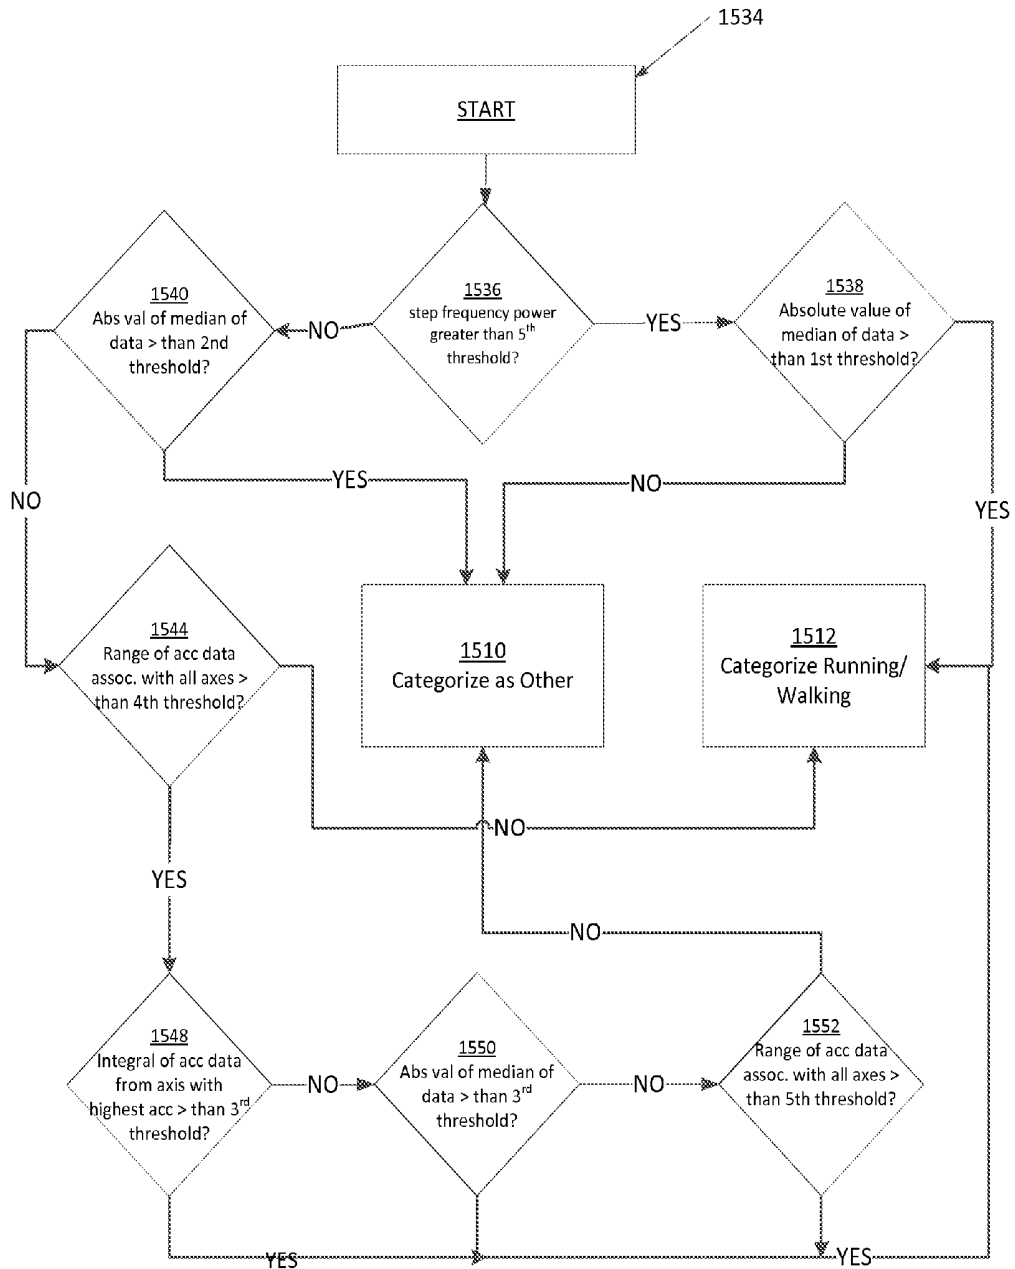 1534
START
1540
Abs val of median of
data > than 2nd
threshold?
NO
1536
step frequency power
greater than 5th
threshold?
YES
1538
Absolute value of
median of data >
than 1st threshold?
YES
NO
NO
YES
1544
Range of acc data
assoc. with all axes >
than 4th threshold?
1510
Categorize as Other
1512
Categorize Running/
Walking
NO
YES
NO
1548
Integral of acc data
from axis with
highest acc > than 3rd
threshold?
NO
1550
Abs val of median of
data > than 3rd
threshold?
NO
1552
Range of acc data
assoc. with all axes >
than 5th threshold?
YES
YES